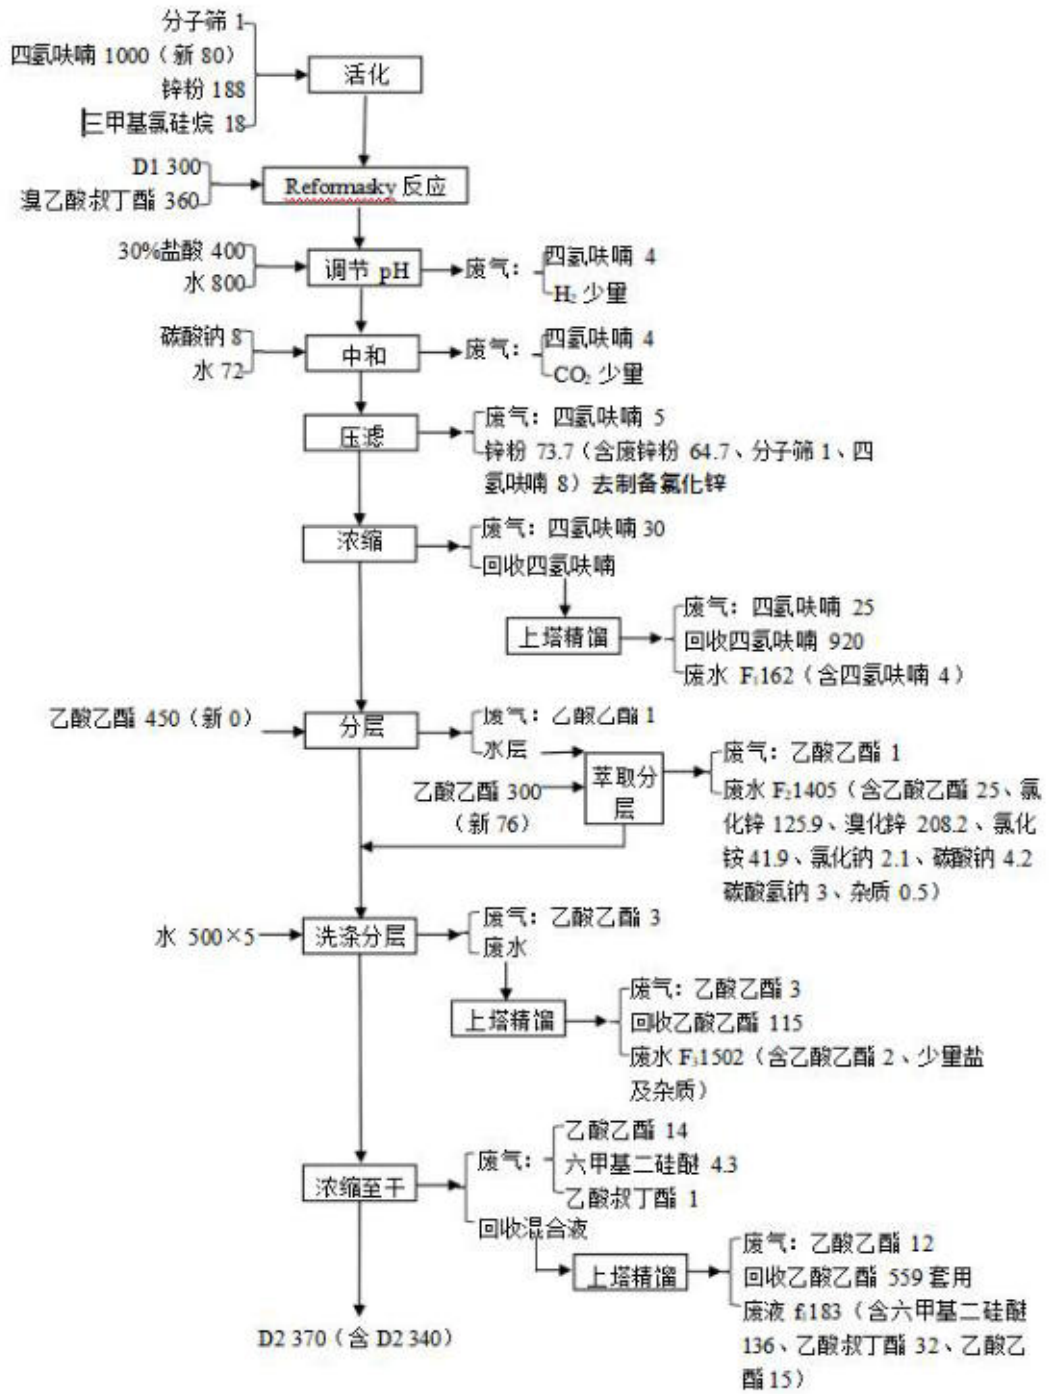 分子筛 1
四氢呋喃 1000（新 80）
锌粉 188
三甲基氯硅烷 18
活化
D1 300
溴乙酸叔丁酯 360
Reformasky 反应
30%盐酸 400
水 800
调节 pH
废气：
四氢呋喃 4
H₂ 少量
碳酸钠 8
水 72
中和
废气：
四氢呋喃 4
CO₂ 少量
压滤
废气：四氢呋喃 5
锌粉 73.7（含废锌粉 64.7、分子筛 1、四
氢呋喃 8）去制备氯化锌
浓缩
废气：四氢呋喃 30
回收四氢呋喃
上塔精馏
废气：四氢呋喃 25
回收四氢呋喃 920
废水 F₁162（含四氢呋喃 4）
乙酸乙酯 450（新 0）
分层
废气：乙酸乙酯 1
水层
乙酸乙酯 300
（新 76）
萃取分
层
废气：乙酸乙酯 1
废水 F₂1405（含乙酸乙酯 25、氯
化锌 125.9、溴化锌 208.2、氯化
铵 41.9、氯化钠 2.1、碳酸钠 4.2
碳酸氢钠 3、杂质 0.5）
水 500×5
洗涤分层
废气：乙酸乙酯 3
废水
上塔精馏
废气：乙酸乙酯 3
回收乙酸乙酯 115
废水 F₃1502（含乙酸乙酯 2、少量盐
及杂质）
浓缩至干
废气：
乙酸乙酯 14
六甲基二硅醚 4.3
乙酸叔丁酯 1
回收混合液
上塔精馏
废气：乙酸乙酯 12
回收乙酸乙酯 559 套用
废液 f₁183（含六甲基二硅醚
136、乙酸叔丁酯 32、乙酸乙
酯 15）
D2 370（含 D2 340）